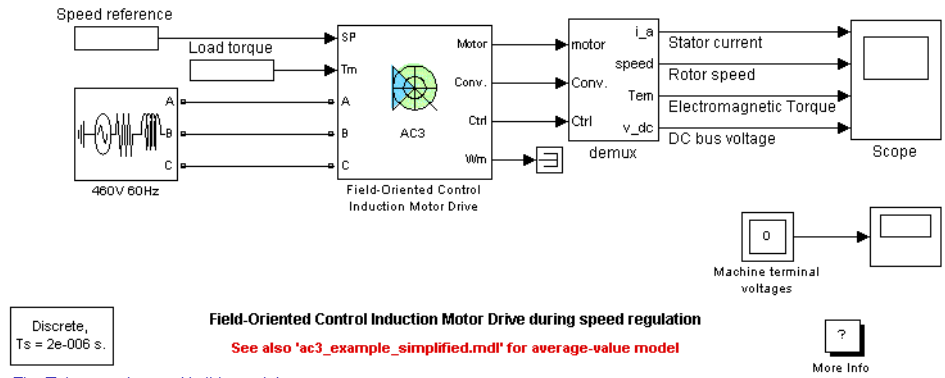 Speed reference
Load torque
SP
Tm
A
B
C
Motor
Conv.
Ctrl
Wm
AC3
Field-Oriented Control
Induction Motor Drive
A
B
C
460V 60Hz
motor
Conv.
Ctrl
i_a
speed
Tem
v_dc
demux
Stator current
Rotor speed
Electromagnetic Torque
DC bus voltage
Scope
0
Machine terminal
voltages
Discrete,
Ts = 2e-006 s.
Field-Oriented Control Induction Motor Drive during speed regulation
See also 'ac3_example_simplified.mdl' for average-value model
?
More Info